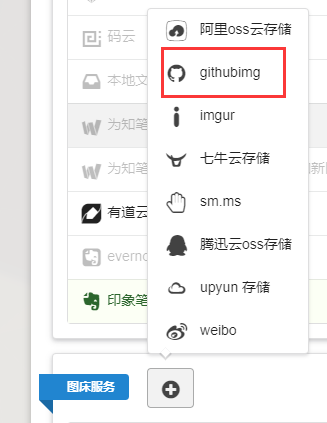 码云
本地文
为知笔
为知笔
有道云
everno
印象笔
阿里oss云存储
githubimg
imgur
七牛云存储
sm.ms
腾迅云oss存储
upyun 存储
weibo
图床服务